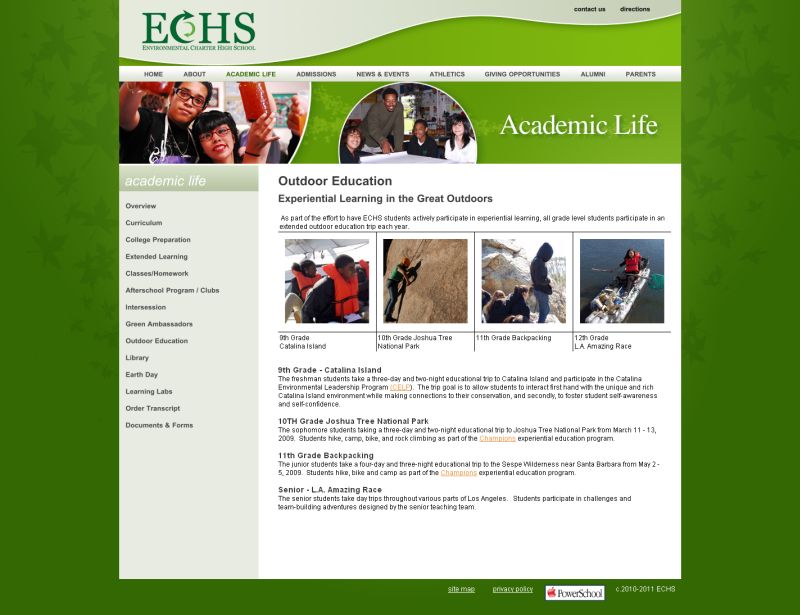 contact us directions
ECHS
ENVIRONMENTAL CHARTER HIGH SCHOOL
HOME ABOUT ACADEMIC LIFE ADMISSIONS NEWS & EVENTS ATHLETICS GIVING OPPORTUNITIES ALUMNI PARENTS
Academic Life
academic life
Overview
Curriculum
College Preparation
Extended Learning
Classes/Homework
Afterschool Program / Clubs
Intersession
Green Ambassadors
Outdoor Education
Library
Earth Day
Learning Labs
Order Transcript
Documents & Forms
Outdoor Education
Experiential Learning in the Great Outdoors
As part of the effort to have ECHS students actively participate in experiential learning, all grade level students participate in an
extended outdoor education trip each year.
9th Grade
Catalina Island
10th Grade Joshua Tree
National Park
11th Grade Backpacking
12th Grade
L.A. Amazing Race
9th Grade - Catalina Island
The freshman students take a three-day and two-night educational trip to Catalina Island and participate in the Catalina
Environmental Leadership Program (CELP). The trip goal is to allow students to interact first hand with the unique and rich
Catalina Island environment while making connections to their conservation, and secondly, to foster student self-awareness
and self-confidence.
10TH Grade Joshua Tree National Park
The sophomore students taking a three-day and two-night educational trip to Joshua Tree National Park from March 11 - 13,
2009. Students hike, camp, bike, and rock climbing as part of the Champions experiential education program.
11th Grade Backpacking
The junior students take a four-day and three-night educational trip to the Sespe Wilderness near Santa Barbara from May 2 -
5, 2009. Students hike, bike and camp as part of the Champions experiential education program.
Senior - L.A. Amazing Race
The senior students take day trips throughout various parts of Los Angeles. Students participate in challenges and
team-building adventures designed by the senior teaching team.
site map privacy policy PowerSchool c.2010-2011 ECHS